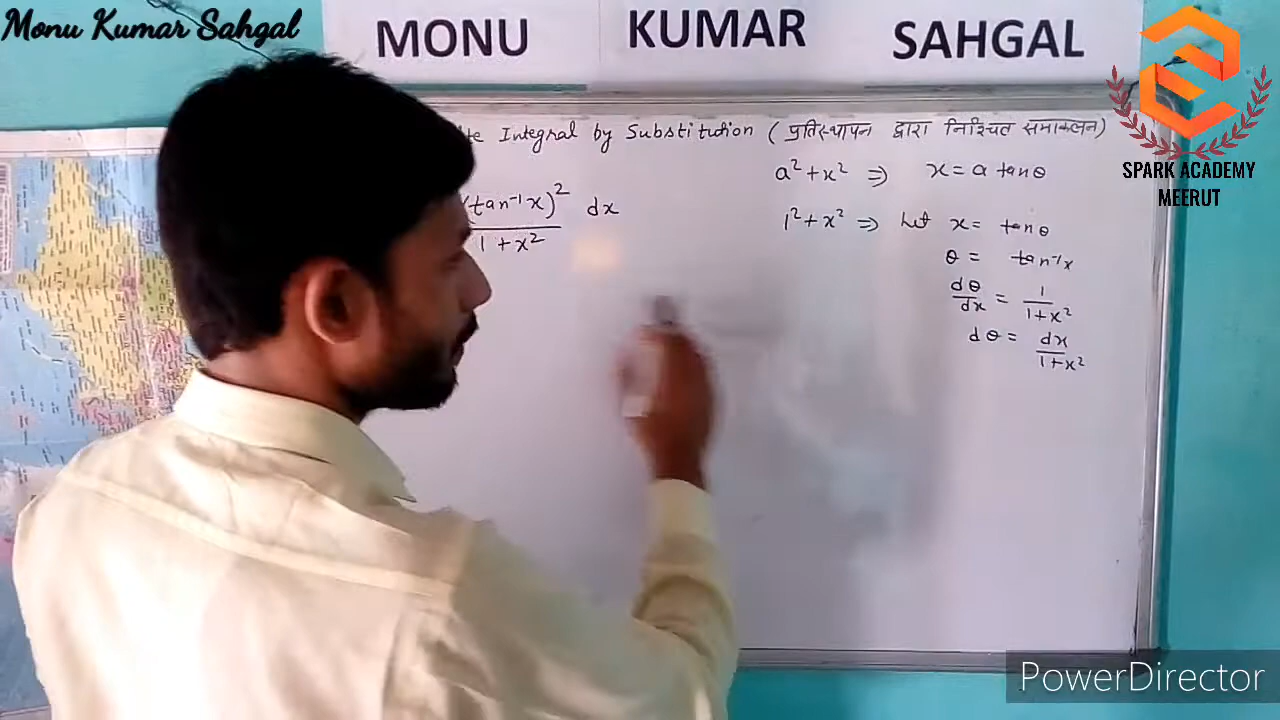 Monu Kumar Sahgal
MONU KUMAR SAHGAL
SPARK ACADEMY
MEERUT
Integral by Substitution ( प्रतिस्थापन द्वारा निश्चित समाकलन)
a² + x² ⇒ x = a tanθ
(tan⁻¹x)² dx
1 + x²
1² + x² ⇒ let x = tanθ
θ = tan⁻¹x
dθ/dx = 1/1+x²
dθ = dx/1+x²
PowerDirector